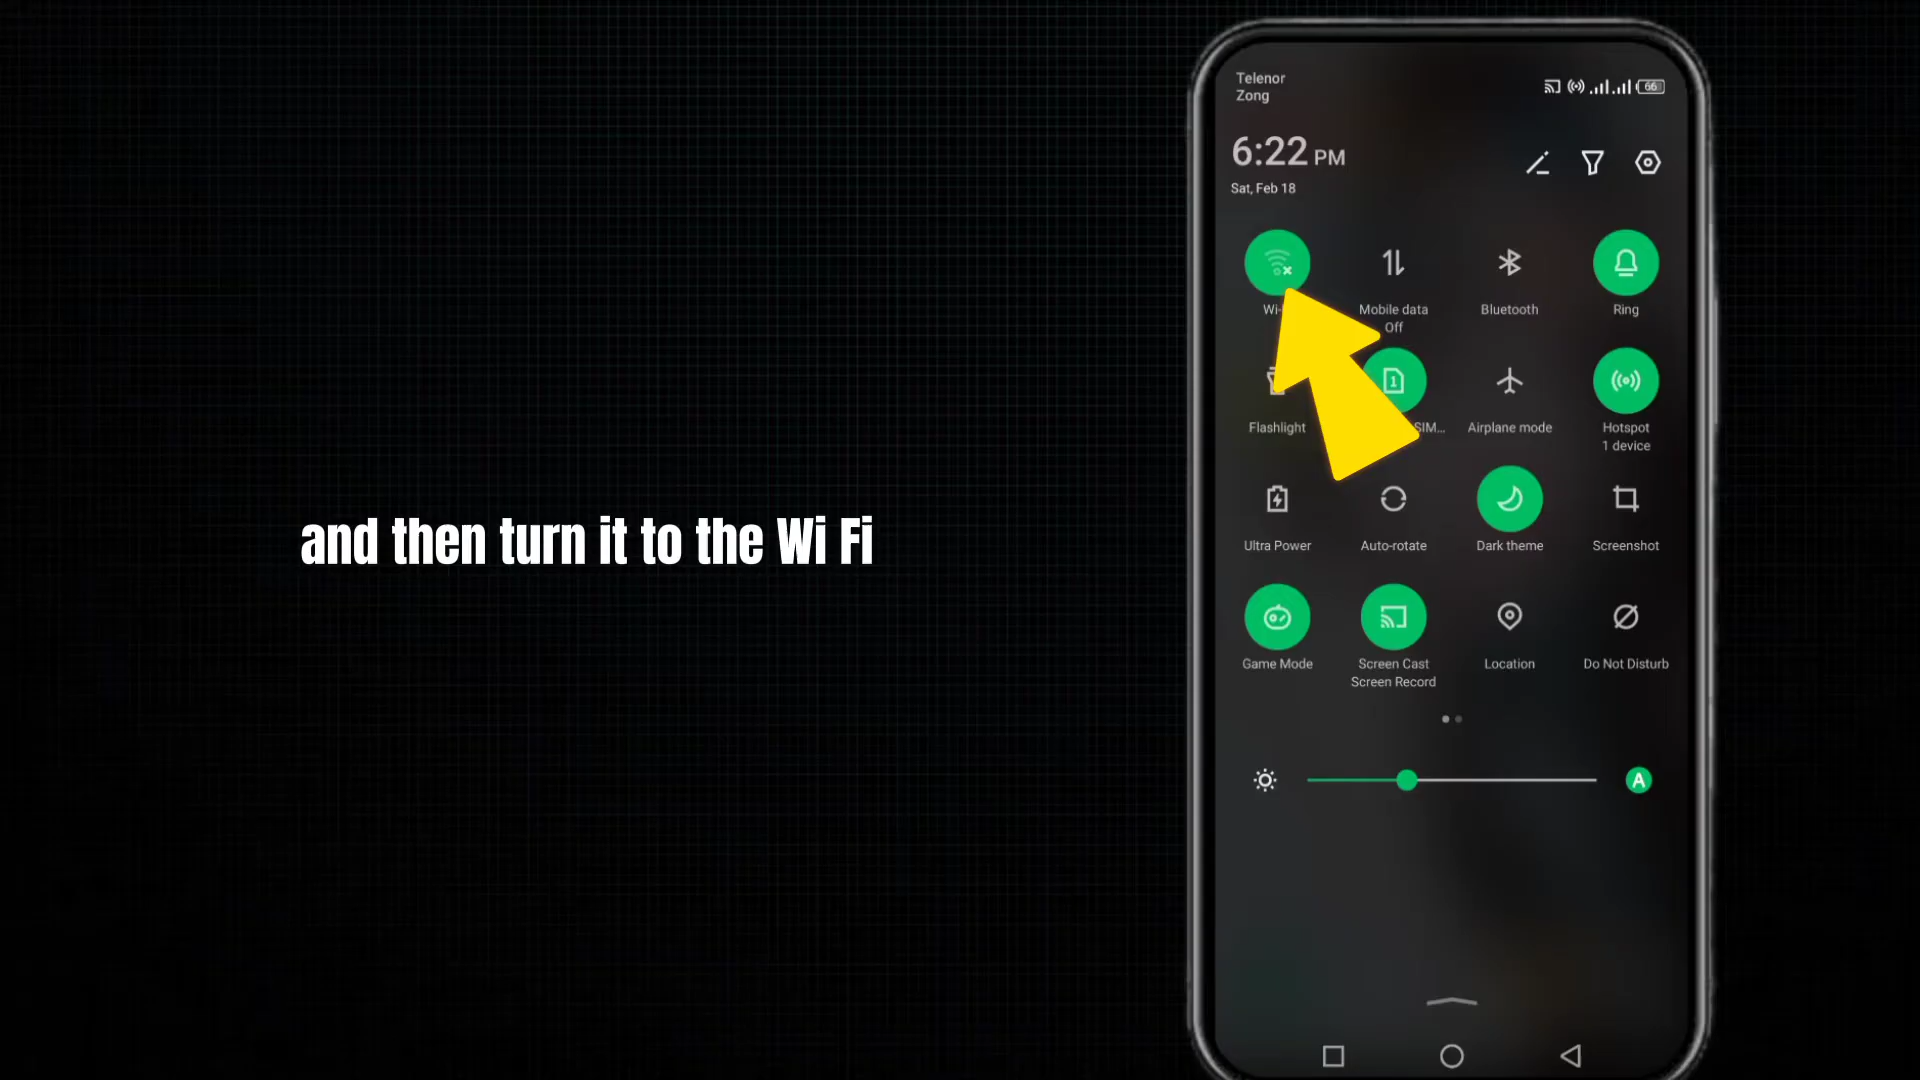 and then turn it to the Wi Fi
Telenor
Zong
66
6:22 PM
Sat, Feb 18
Mobile data
Off
Bluetooth
Ring
1
Flashlight
SIM...
Airplane mode
Hotspot
1 device
Ultra Power
Auto-rotate
Dark theme
Screenshot
Game Mode
Screen Cast
Screen Record
Location
Do Not Disturb
A